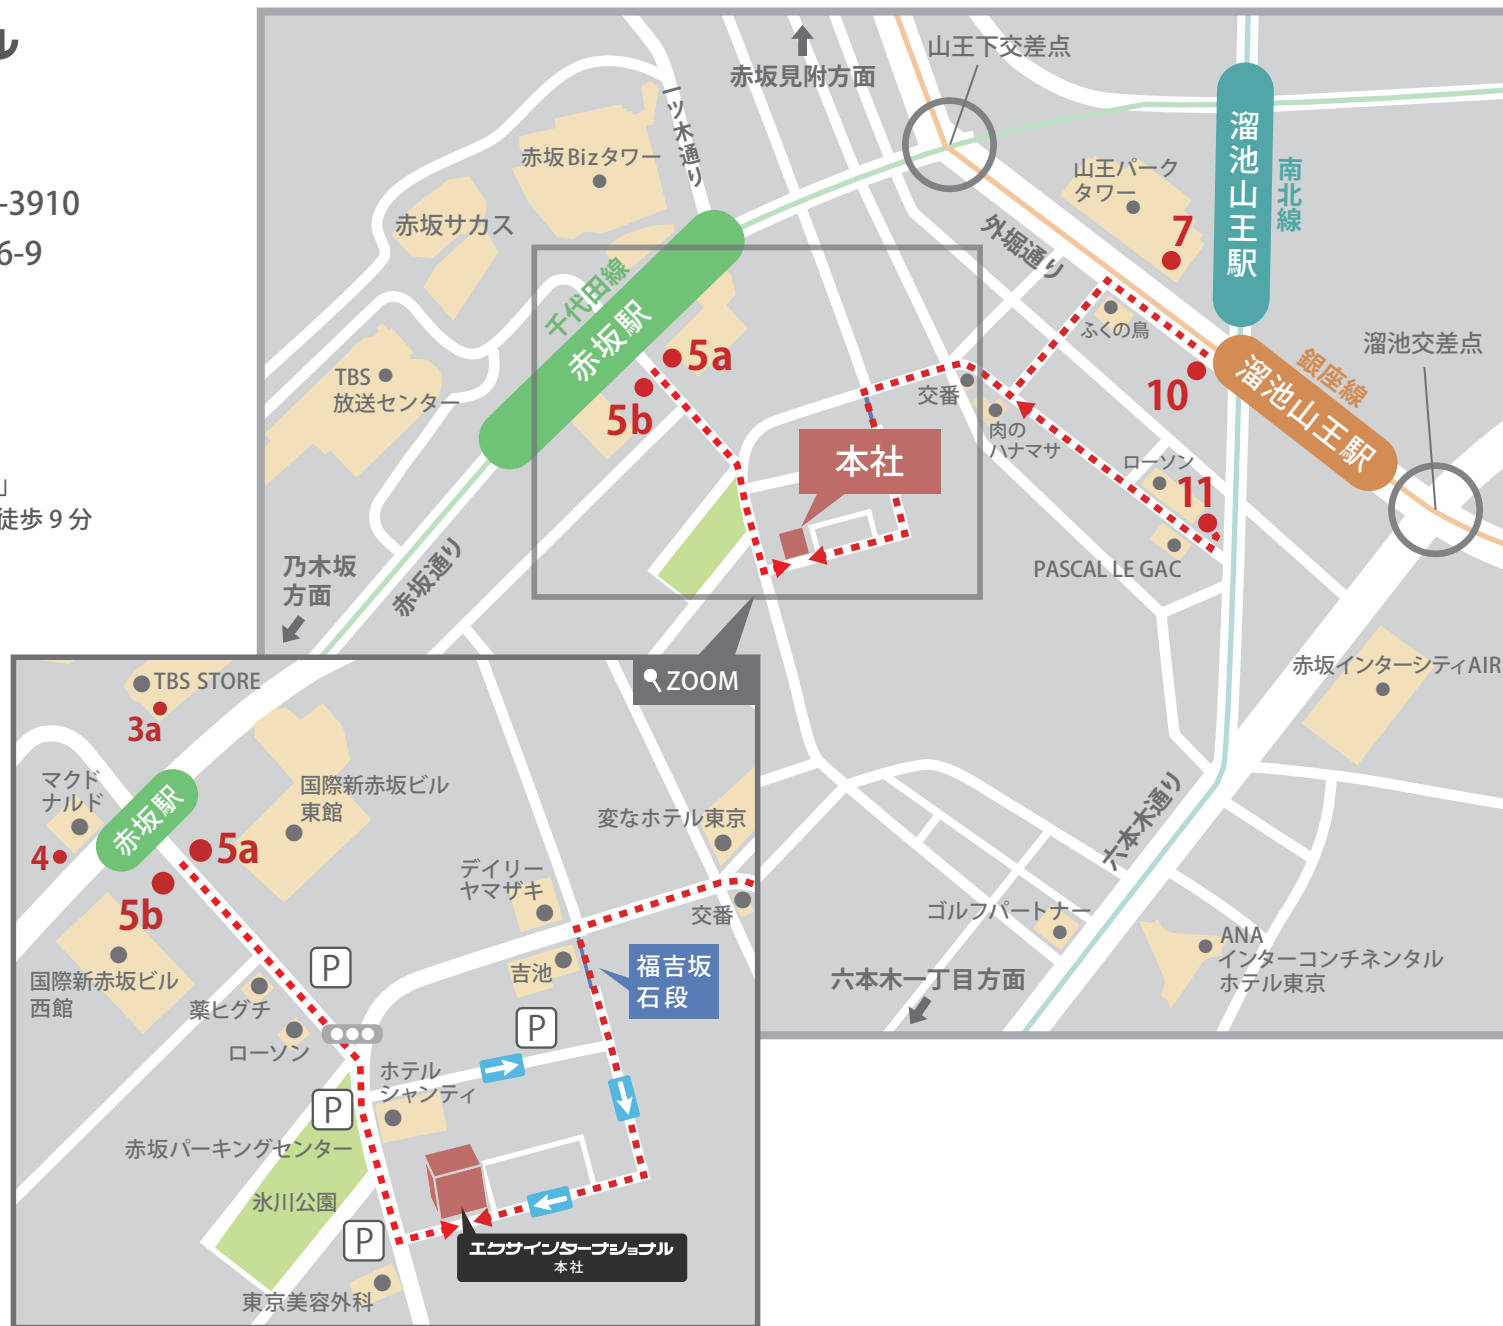 ル
-3910
6-9
」
徒歩 9 分
赤坂見附方面
山王下交差点
一ツ木通り
赤坂Bizタワー
赤坂サカス
山王パーク
タワー
7
溜池山王駅
南北線
外堀通り
千代田線
赤坂駅
ふくの鳥
溜池交差点
銀座線
溜池山王駅
TBS
放送センター
5a
5b
10
交番
肉の
ハナマサ
本社
ローソン
11
PASCAL LE GAC
乃木坂
方面
赤坂通り
赤坂インターシティAIR
六本木通り
ゴルフパートナー
ANA
インターコンチネンタル
ホテル東京
六本木一丁目方面
ZOOM
TBS STORE
3a
マクド
ナルド
赤坂駅
国際新赤坂ビル
東館
4
5a
5b
変なホテル東京
デイリー
ヤマザキ
交番
国際新赤坂ビル
西館
P
吉池
福吉坂
石段
薬ヒグチ
ローソン
P
ホテル
シャンティ
P
赤坂パーキングセンター
氷川公園
P
エクサインターナショナル
本社
東京美容外科